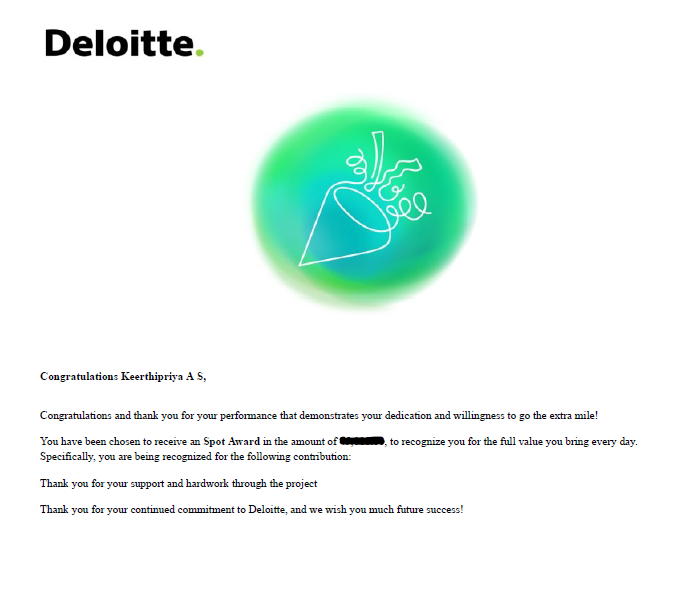 Deloitte.
Congratulations Keerthipriya A S,
Congratulations and thank you for your performance that demonstrates your dedication and willingness to go the extra mile!
You have been chosen to receive an Spot Award in the amount of , to recognize you for the full value you bring every day.
Specifically, you are being recognized for the following contribution:
Thank you for your support and hardwork through the project
Thank you for your continued commitment to Deloitte, and we wish you much future success!